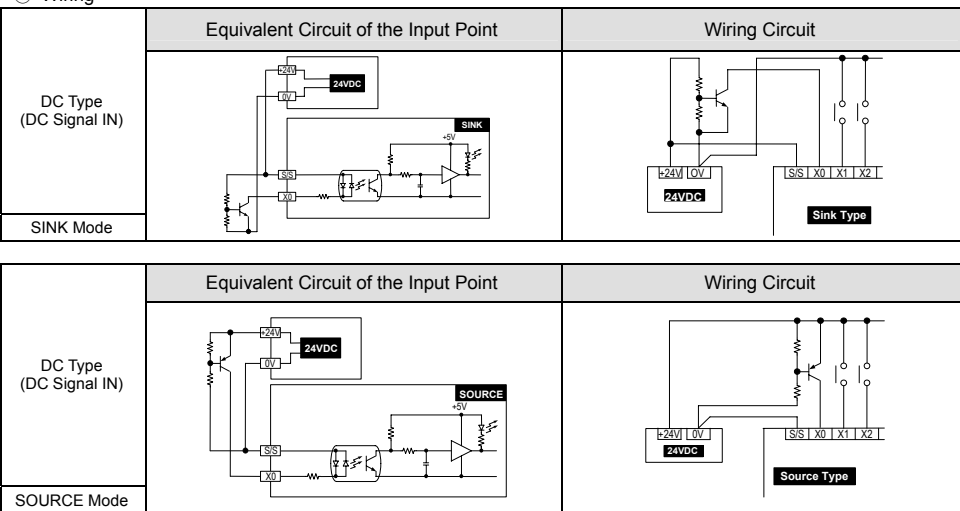 Wiring
Equivalent Circuit of the Input Point
Wiring Circuit
DC Type
(DC Signal IN)
SINK Mode
+24V
0V
24VDC
SINK
+5V
S/S
X0
+24V 0V
24VDC
S/S X0 X1 X2
Sink Type
Equivalent Circuit of the Input Point
Wiring Circuit
DC Type
(DC Signal IN)
SOURCE Mode
+24V
0V
24VDC
SOURCE
+5V
S/S
X0
+24V 0V
24VDC
S/S X0 X1 X2
Source Type